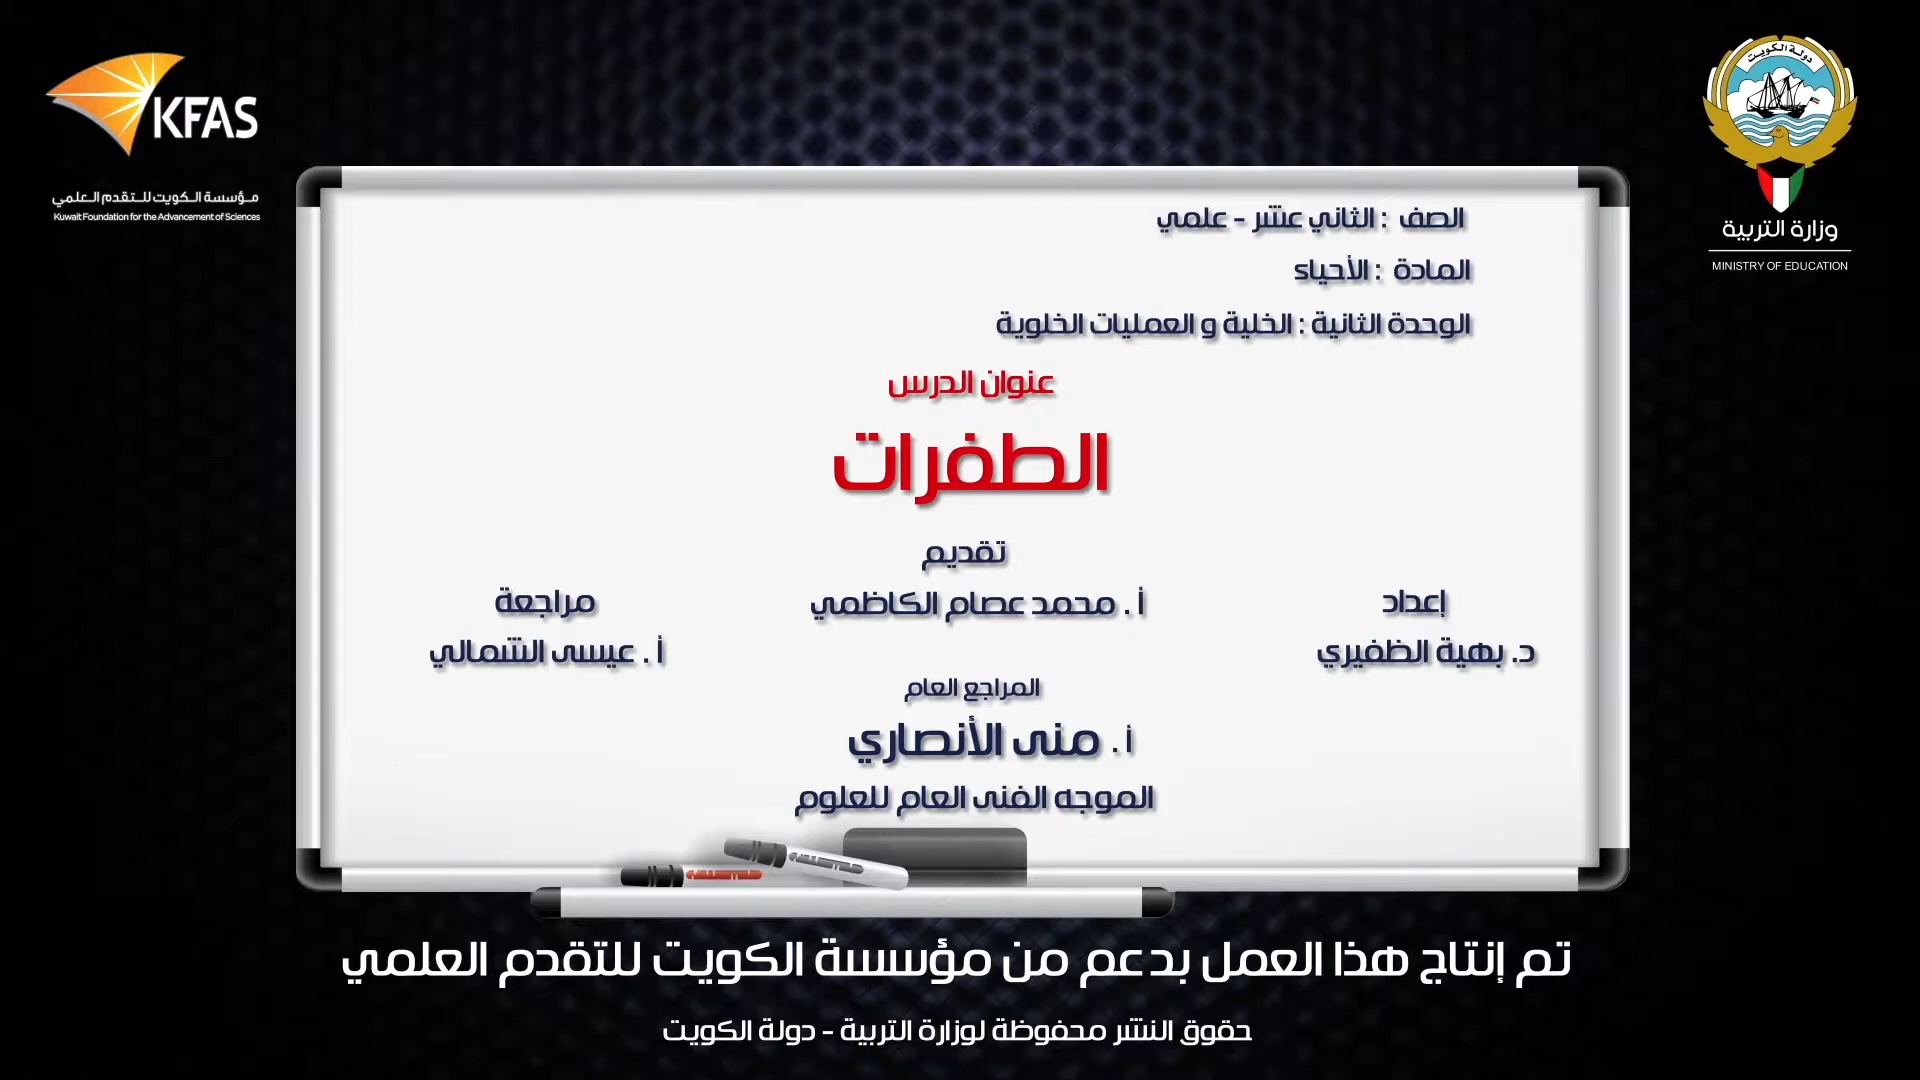 KFAS
مؤسسة الكويت للتقدم العلمي
Kuwait Foundation for the Advancement of Sciences
دولة الكويت
وزارة التربية
MINISTRY OF EDUCATION
الصف : الثاني عشر - علمي
المادة : الأحياء
الوحدة الثانية : الخلية و العمليات الخلوية
عنوان الدرس
الطفرات
تقديم
أ . محمد عصام الكاظمي
إعداد
د. بهية الظفيري
مراجعة
أ . عيسى الشمالي
المراجع العام
أ . منى الأنصاري
الموجه الفنى العام للعلوم
تم إنتاج هذا العمل بدعم من مؤسسة الكويت للتقدم العلمي
حقوق النشر محفوظة لوزارة التربية - دولة الكويت